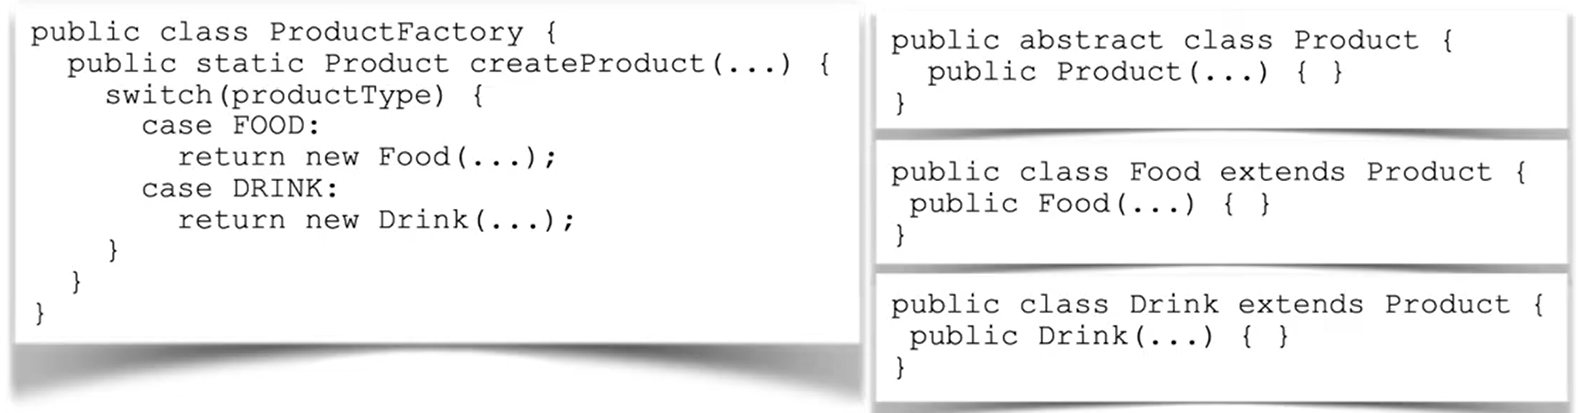 public class ProductFactory {
public static Product createProduct(...) {
switch(productType) {
case FOOD:
return new Food(...);
case DRINK:
return new Drink(...);
}
}
}
public abstract class Product {
public Product(...) { }
}
public class Food extends Product {
public Food(...) { }
}
public class Drink extends Product {
public Drink(...) { }
}